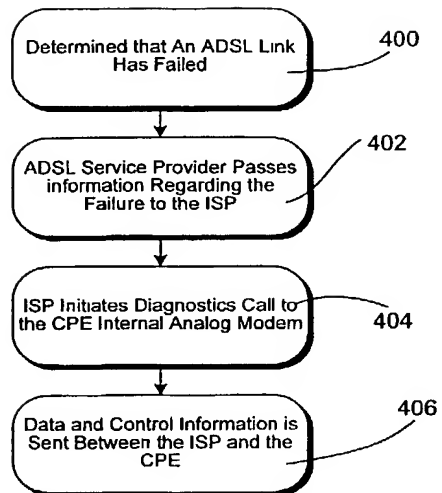 Determined that An ADSL Link
Has Failed
400
ADSL Service Provider Passes
information Regarding the
Failure to the ISP
402
ISP Initiates Diagnostics Call to
the CPE Internal Analog Modem
404
Data and Control Information is
Sent Between the ISP and the
CPE
406